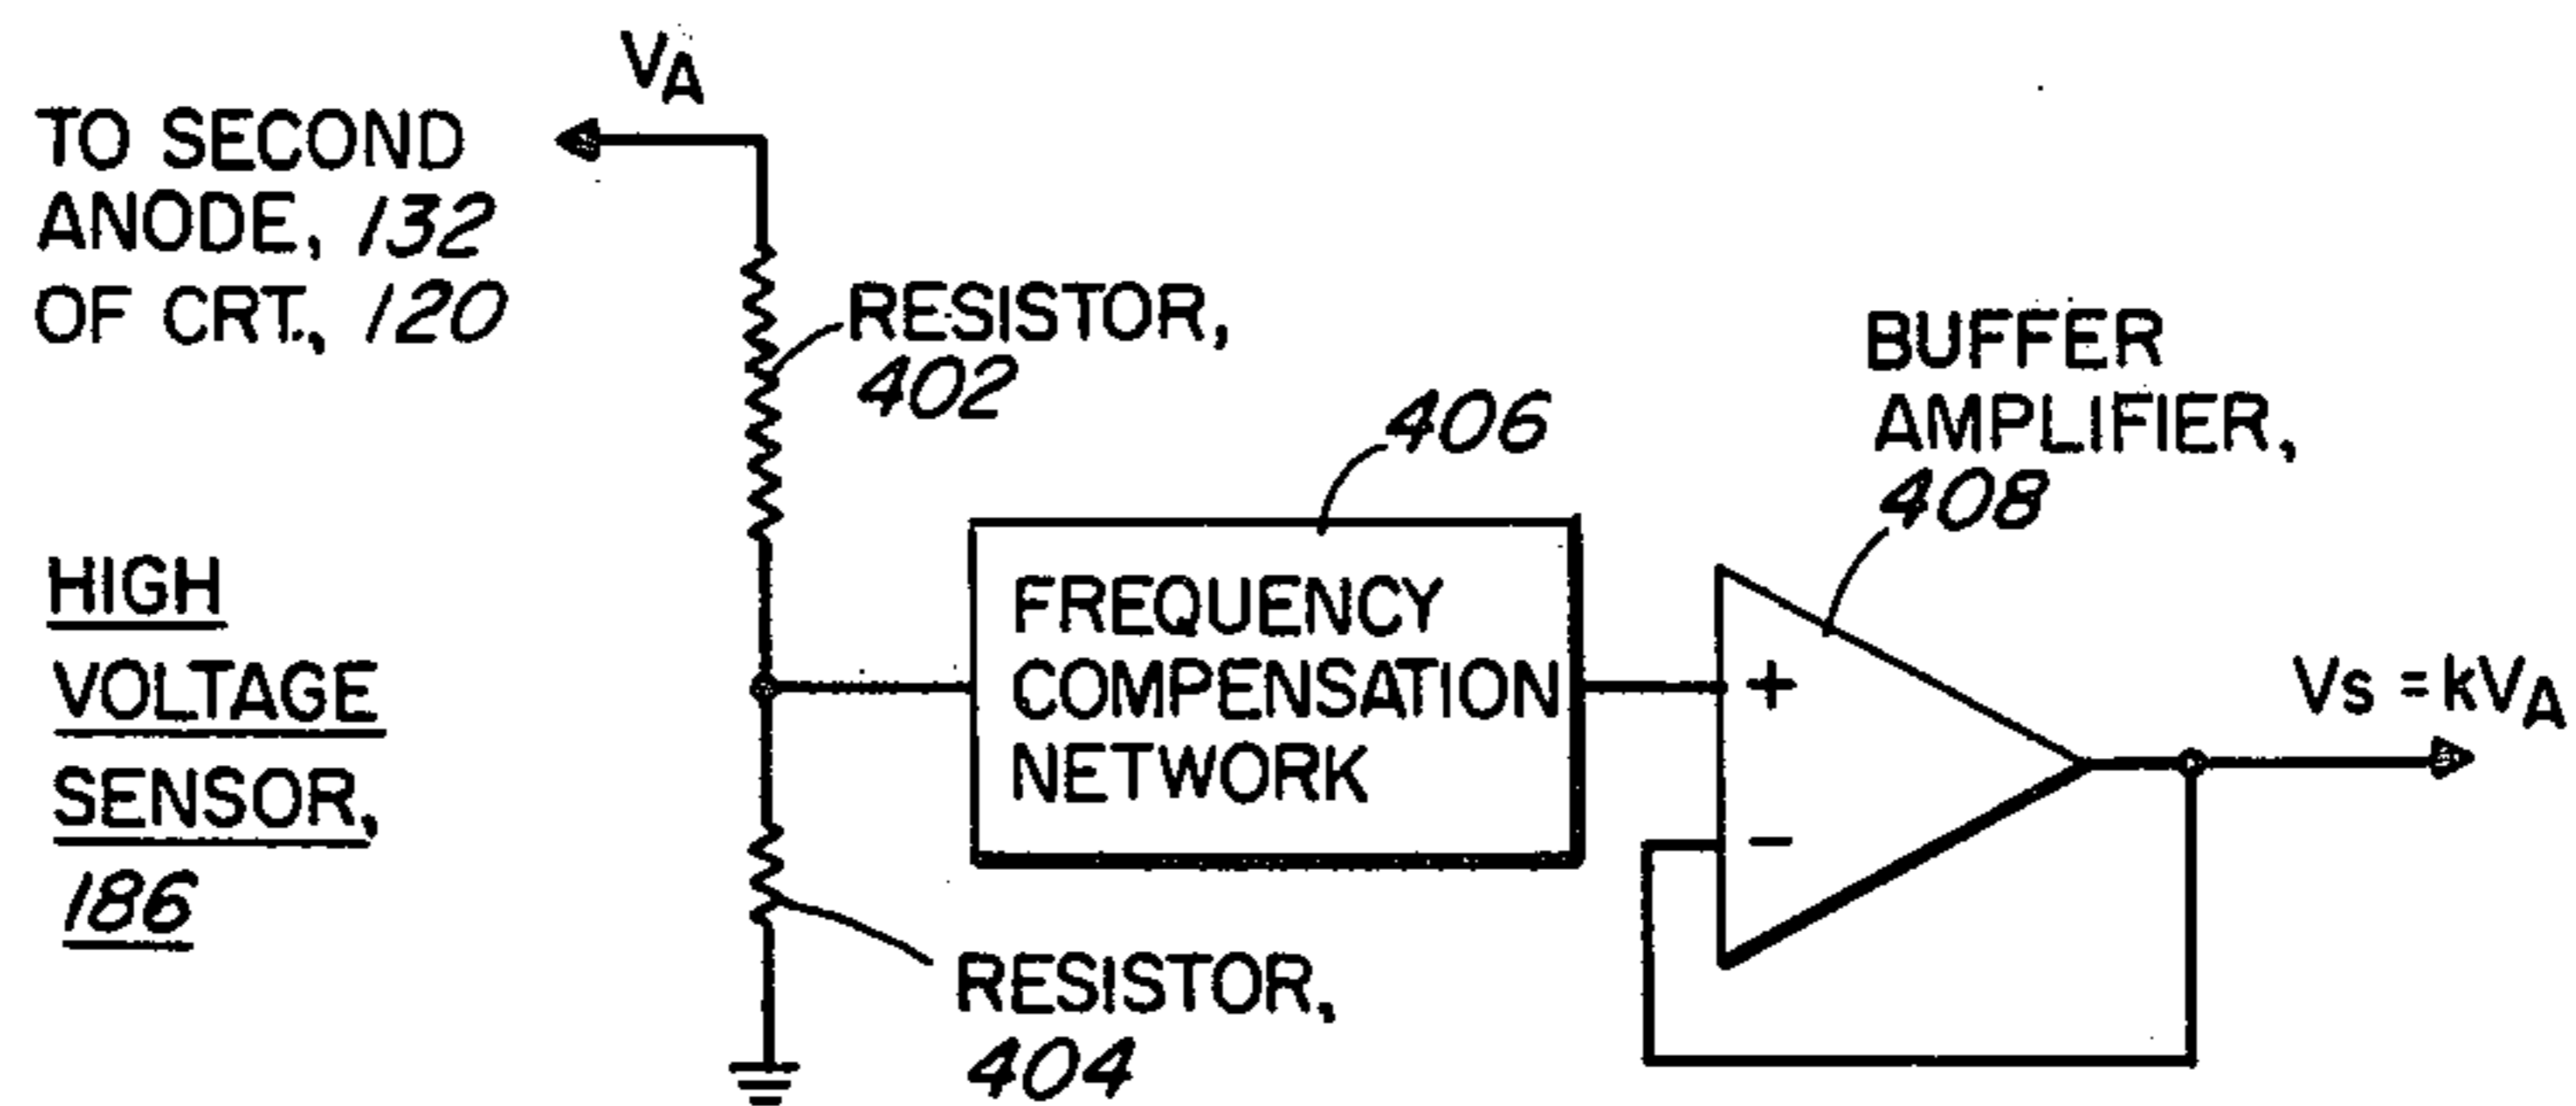 VA
TO SECOND
ANODE, 132
OF CRT., 120
RESISTOR,
402
406
BUFFER
AMPLIFIER,
408
HIGH
VOLTAGE
SENSOR,
186
FREQUENCY
COMPENSATION
NETWORK
+
−
Vs = kVA
RESISTOR,
404